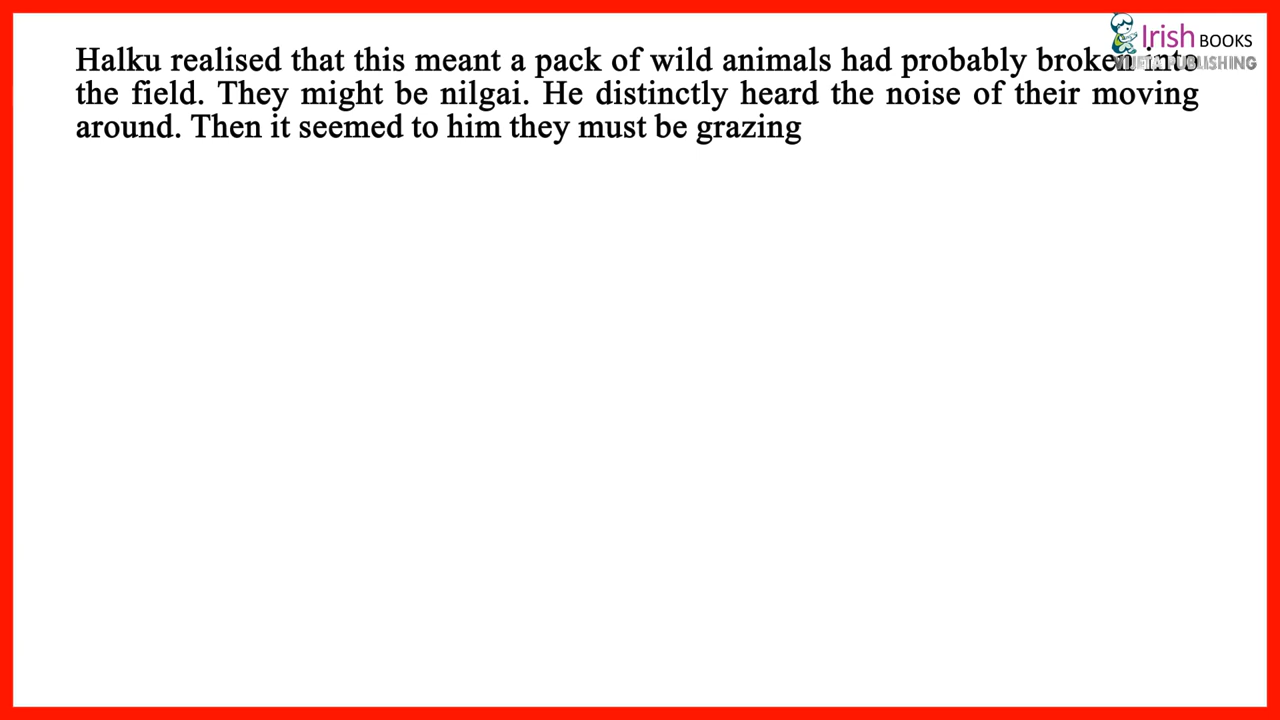 Halku realised that this meant a pack of wild animals had probably broken into
the field. They might be nilgai. He distinctly heard the noise of their moving
around. Then it seemed to him they must be grazing
Irish BOOKS
PUBLISHING